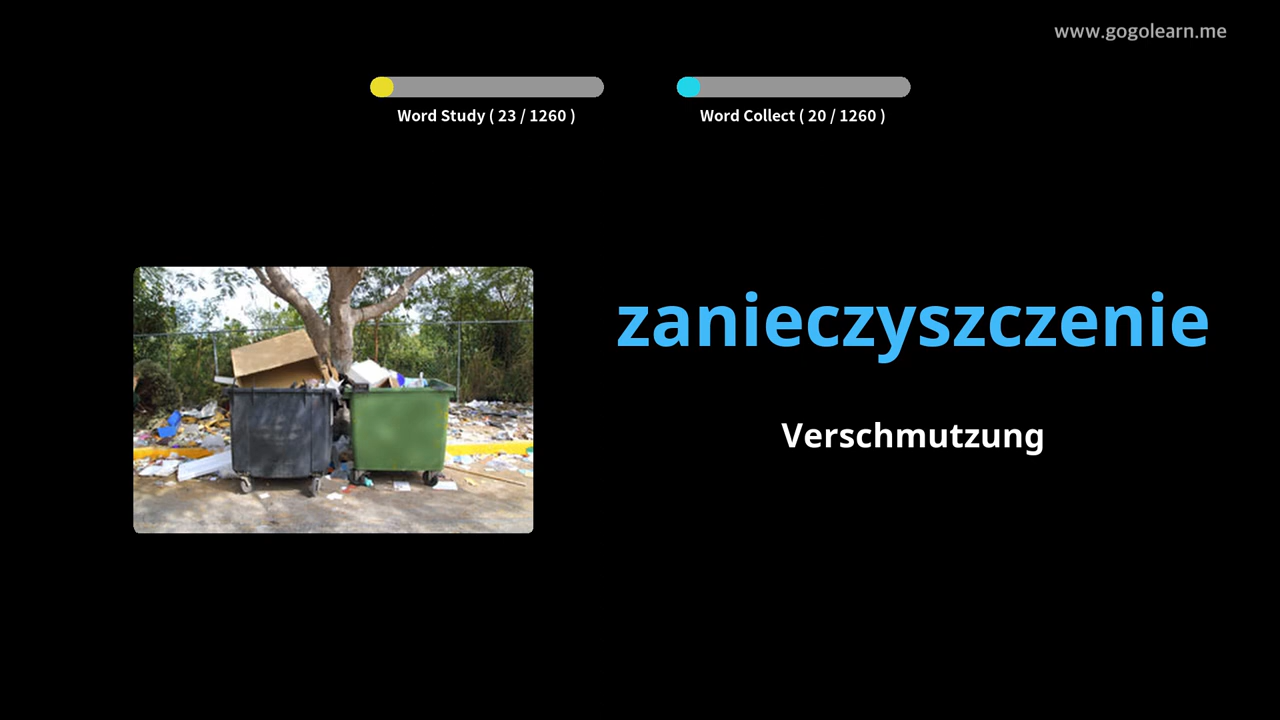 www.gogolearn.me
Word Study ( 23 / 1260 )
Word Collect ( 20 / 1260 )
zanieczyszczenie
Verschmutzung